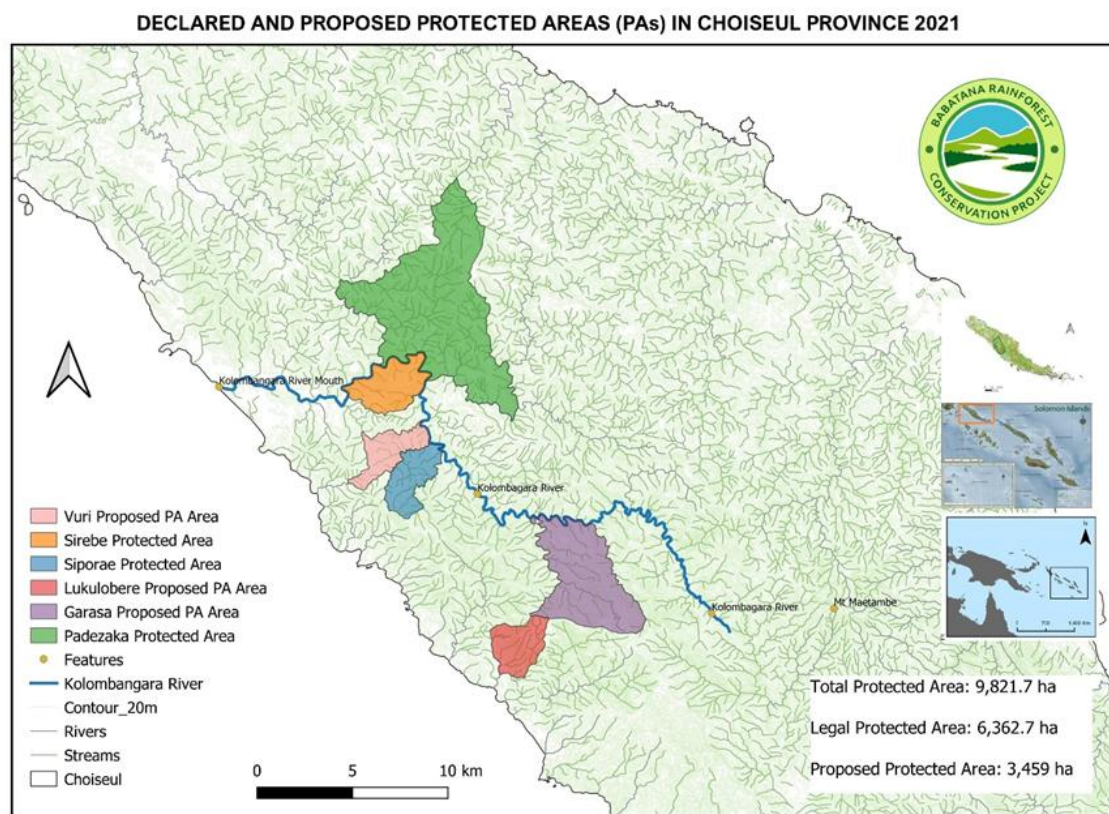 DECLARED AND PROPOSED PROTECTED AREAS (PAs) IN CHOISEUL PROVINCE 2021
BABATANA RAINFOREST
CONSERVATION PROJECT
Kolombangara River Mouth
Kolombagara River
Kolombagara River
Mt Maetambe
Solomon Islands
Vuri Proposed PA Area
Sirebe Protected Area
Siporae Protected Area
Lukulobere Proposed PA Area
Garasa Proposed PA Area
Padezaka Protected Area
Features
Kolombangara River
Contour_20m
Rivers
Streams
Choiseul
0 5 10 km
Total Protected Area: 9,821.7 ha
Legal Protected Area: 6,362.7 ha
Proposed Protected Area: 3,459 ha